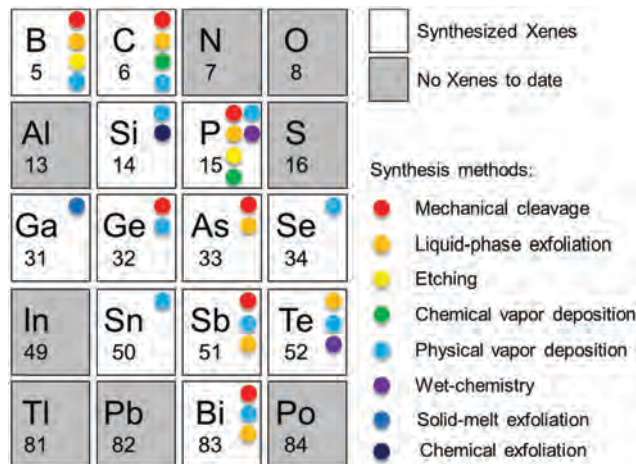 B
5
C
6
N
7
O
8
Synthesized Xenes
No Xenes to date
Al
13
Si
14
P
15
S
16
Synthesis methods:
Mechanical cleavage
Liquid-phase exfoliation
Etching
Chemical vapor deposition
Physical vapor deposition
Wet-chemistry
Solid-melt exfoliation
Chemical exfoliation
Ga
31
Ge
32
As
33
Se
34
In
49
Sn
50
Sb
51
Te
52
Tl
81
Pb
82
Bi
83
Po
84